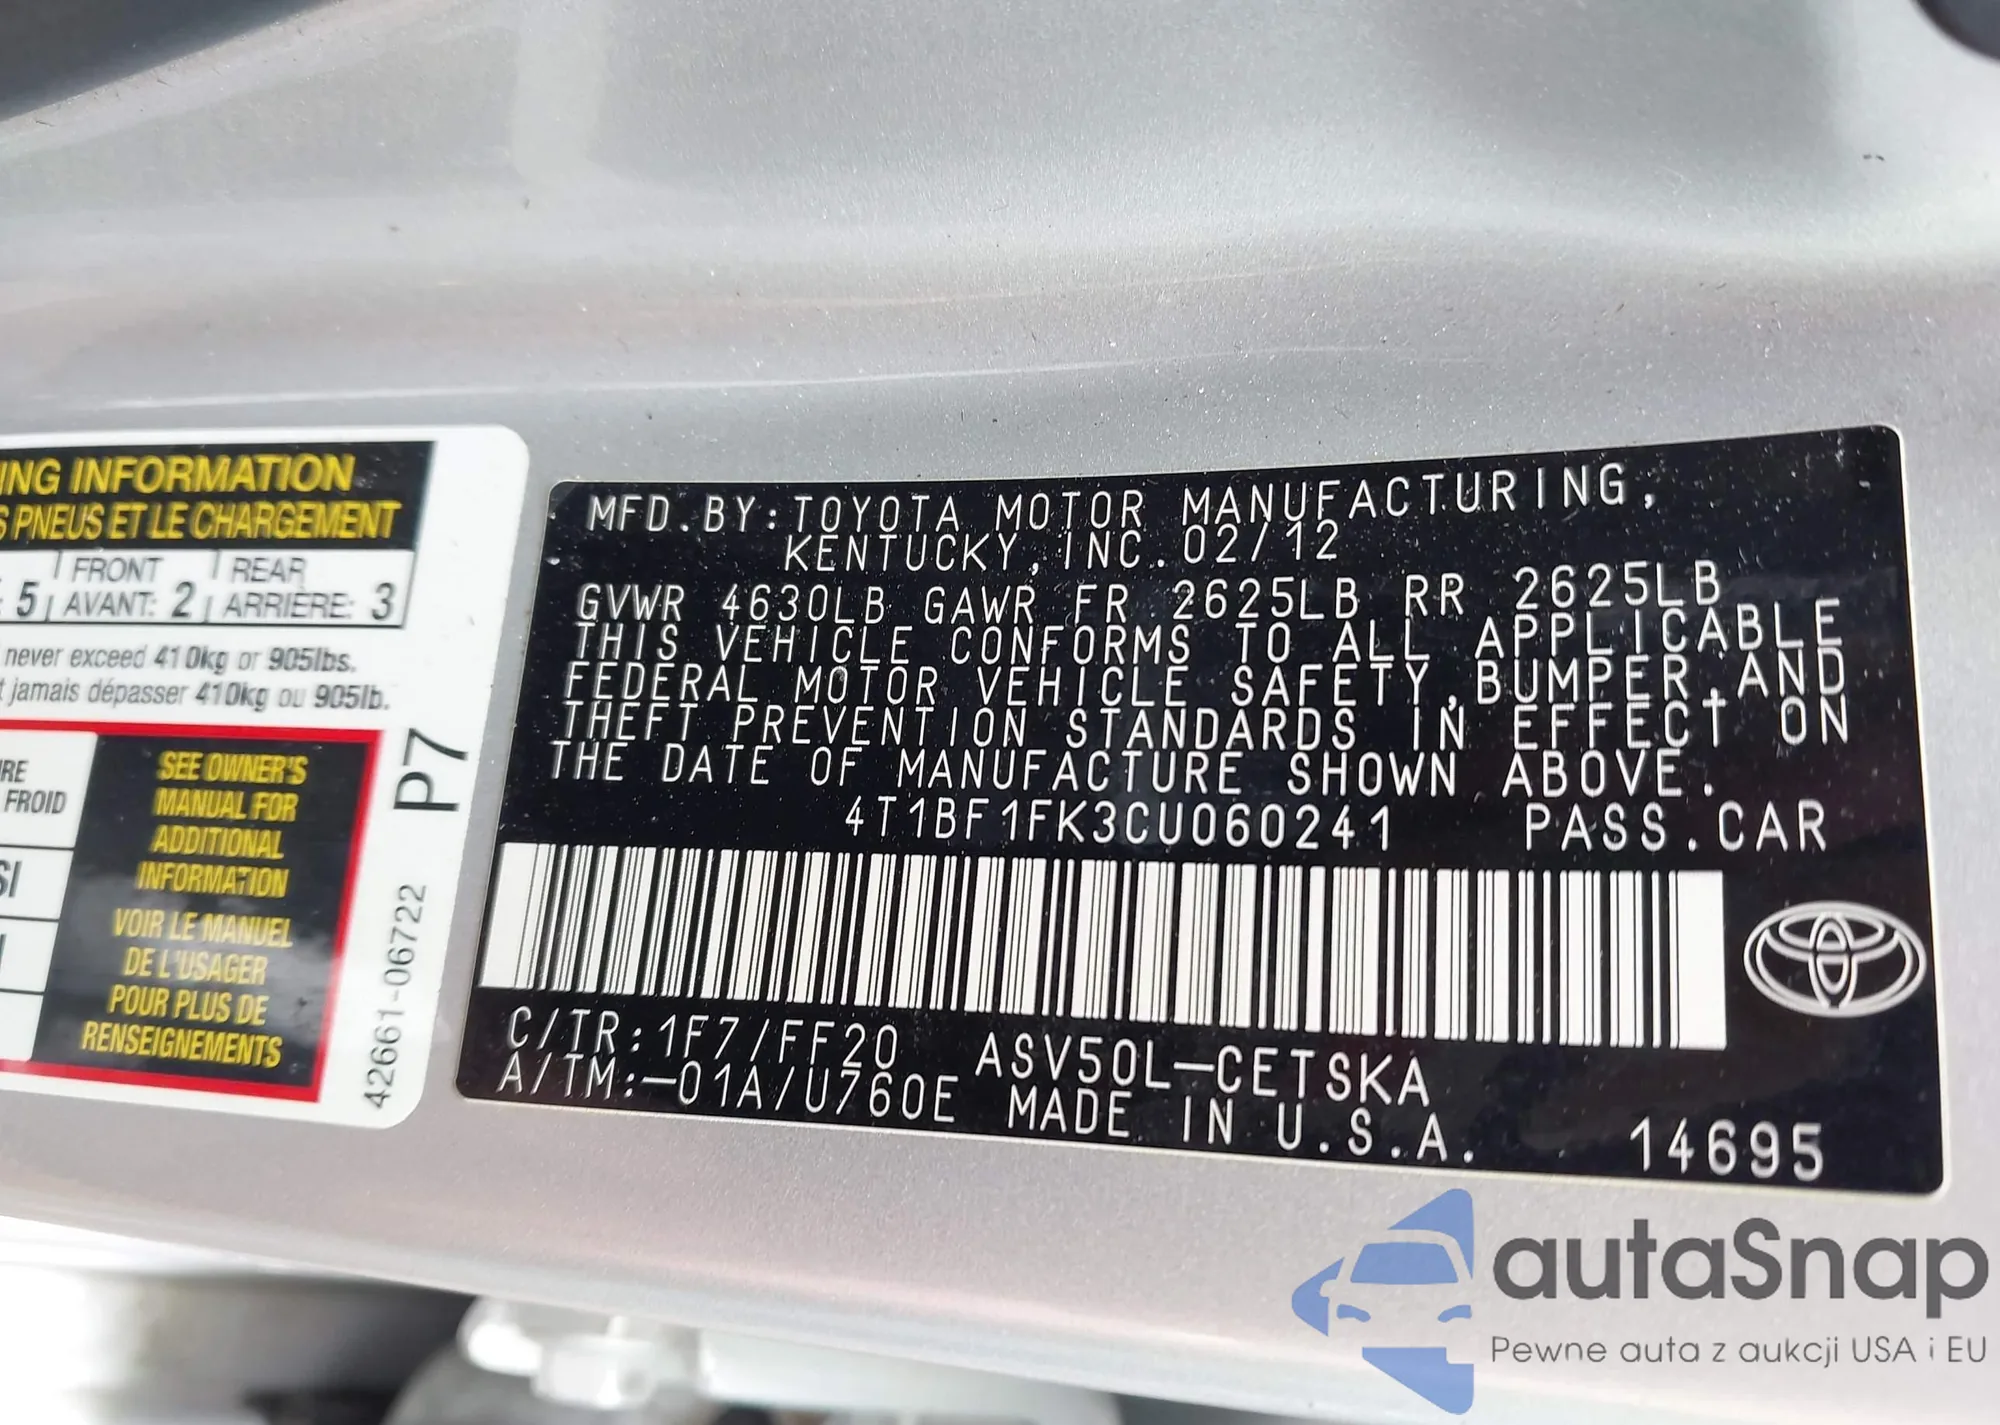 ING INFORMATION
S PNEUS ET LE CHARGEMENT
FRONT REAR
5 AVANT: 2 ARRIÈRE: 3
never exceed 410kg or 905lbs.
t jamais dépasser 410kg ou 905lb.
FROID
SEE OWNER'S
MANUAL FOR
ADDITIONAL
INFORMATION
VOIR LE MANUEL
DE L'USAGER
POUR PLUS DE
RENSEIGNEMENTS
P7
42661-06722
MFD.BY:TOYOTA MOTOR MANUFACTURING,
KENTUCKY,INC.02/12
GVWR 4630LB GAWR FR 2625LB RR 2625LB
THIS VEHICLE CONFORMS TO ALL APPLICABLE
FEDERAL MOTOR VEHICLE SAFETY,BUMPER,AND
THEFT PREVENTION STANDARDS IN EFFECT ON
THE DATE OF MANUFACTURE SHOWN ABOVE.
4T1BF1FK3CU060241 PASS.CAR
C/TR:1F7/FF20 ASV50L-CETSKA
A/TM:-01A/U760E MADE IN U.S.A. 14695
autaSnap
Pewne auta z aukcji USA i EU